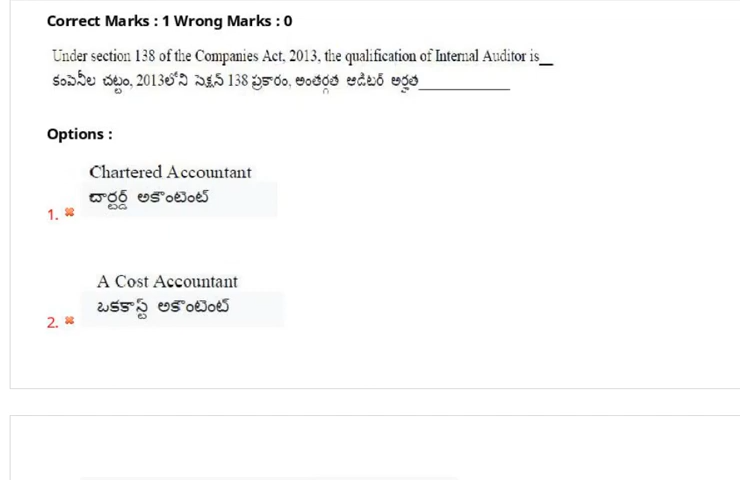 Correct Marks : 1 Wrong Marks : 0
Under section 138 of the Companies Act, 2013, the qualification of Internal Auditor is__
కంపెనీల చట్టం, 2013లోని సెక్షన్ 138 ప్రకారం, అంతర్గత ఆడిటర్ అర్హత______________
Options :
Chartered Accountant
చార్టర్డ్ అకౌంటెంట్
1.
A Cost Accountant
ఒకకాస్ట్ అకౌంటెంట్
2.